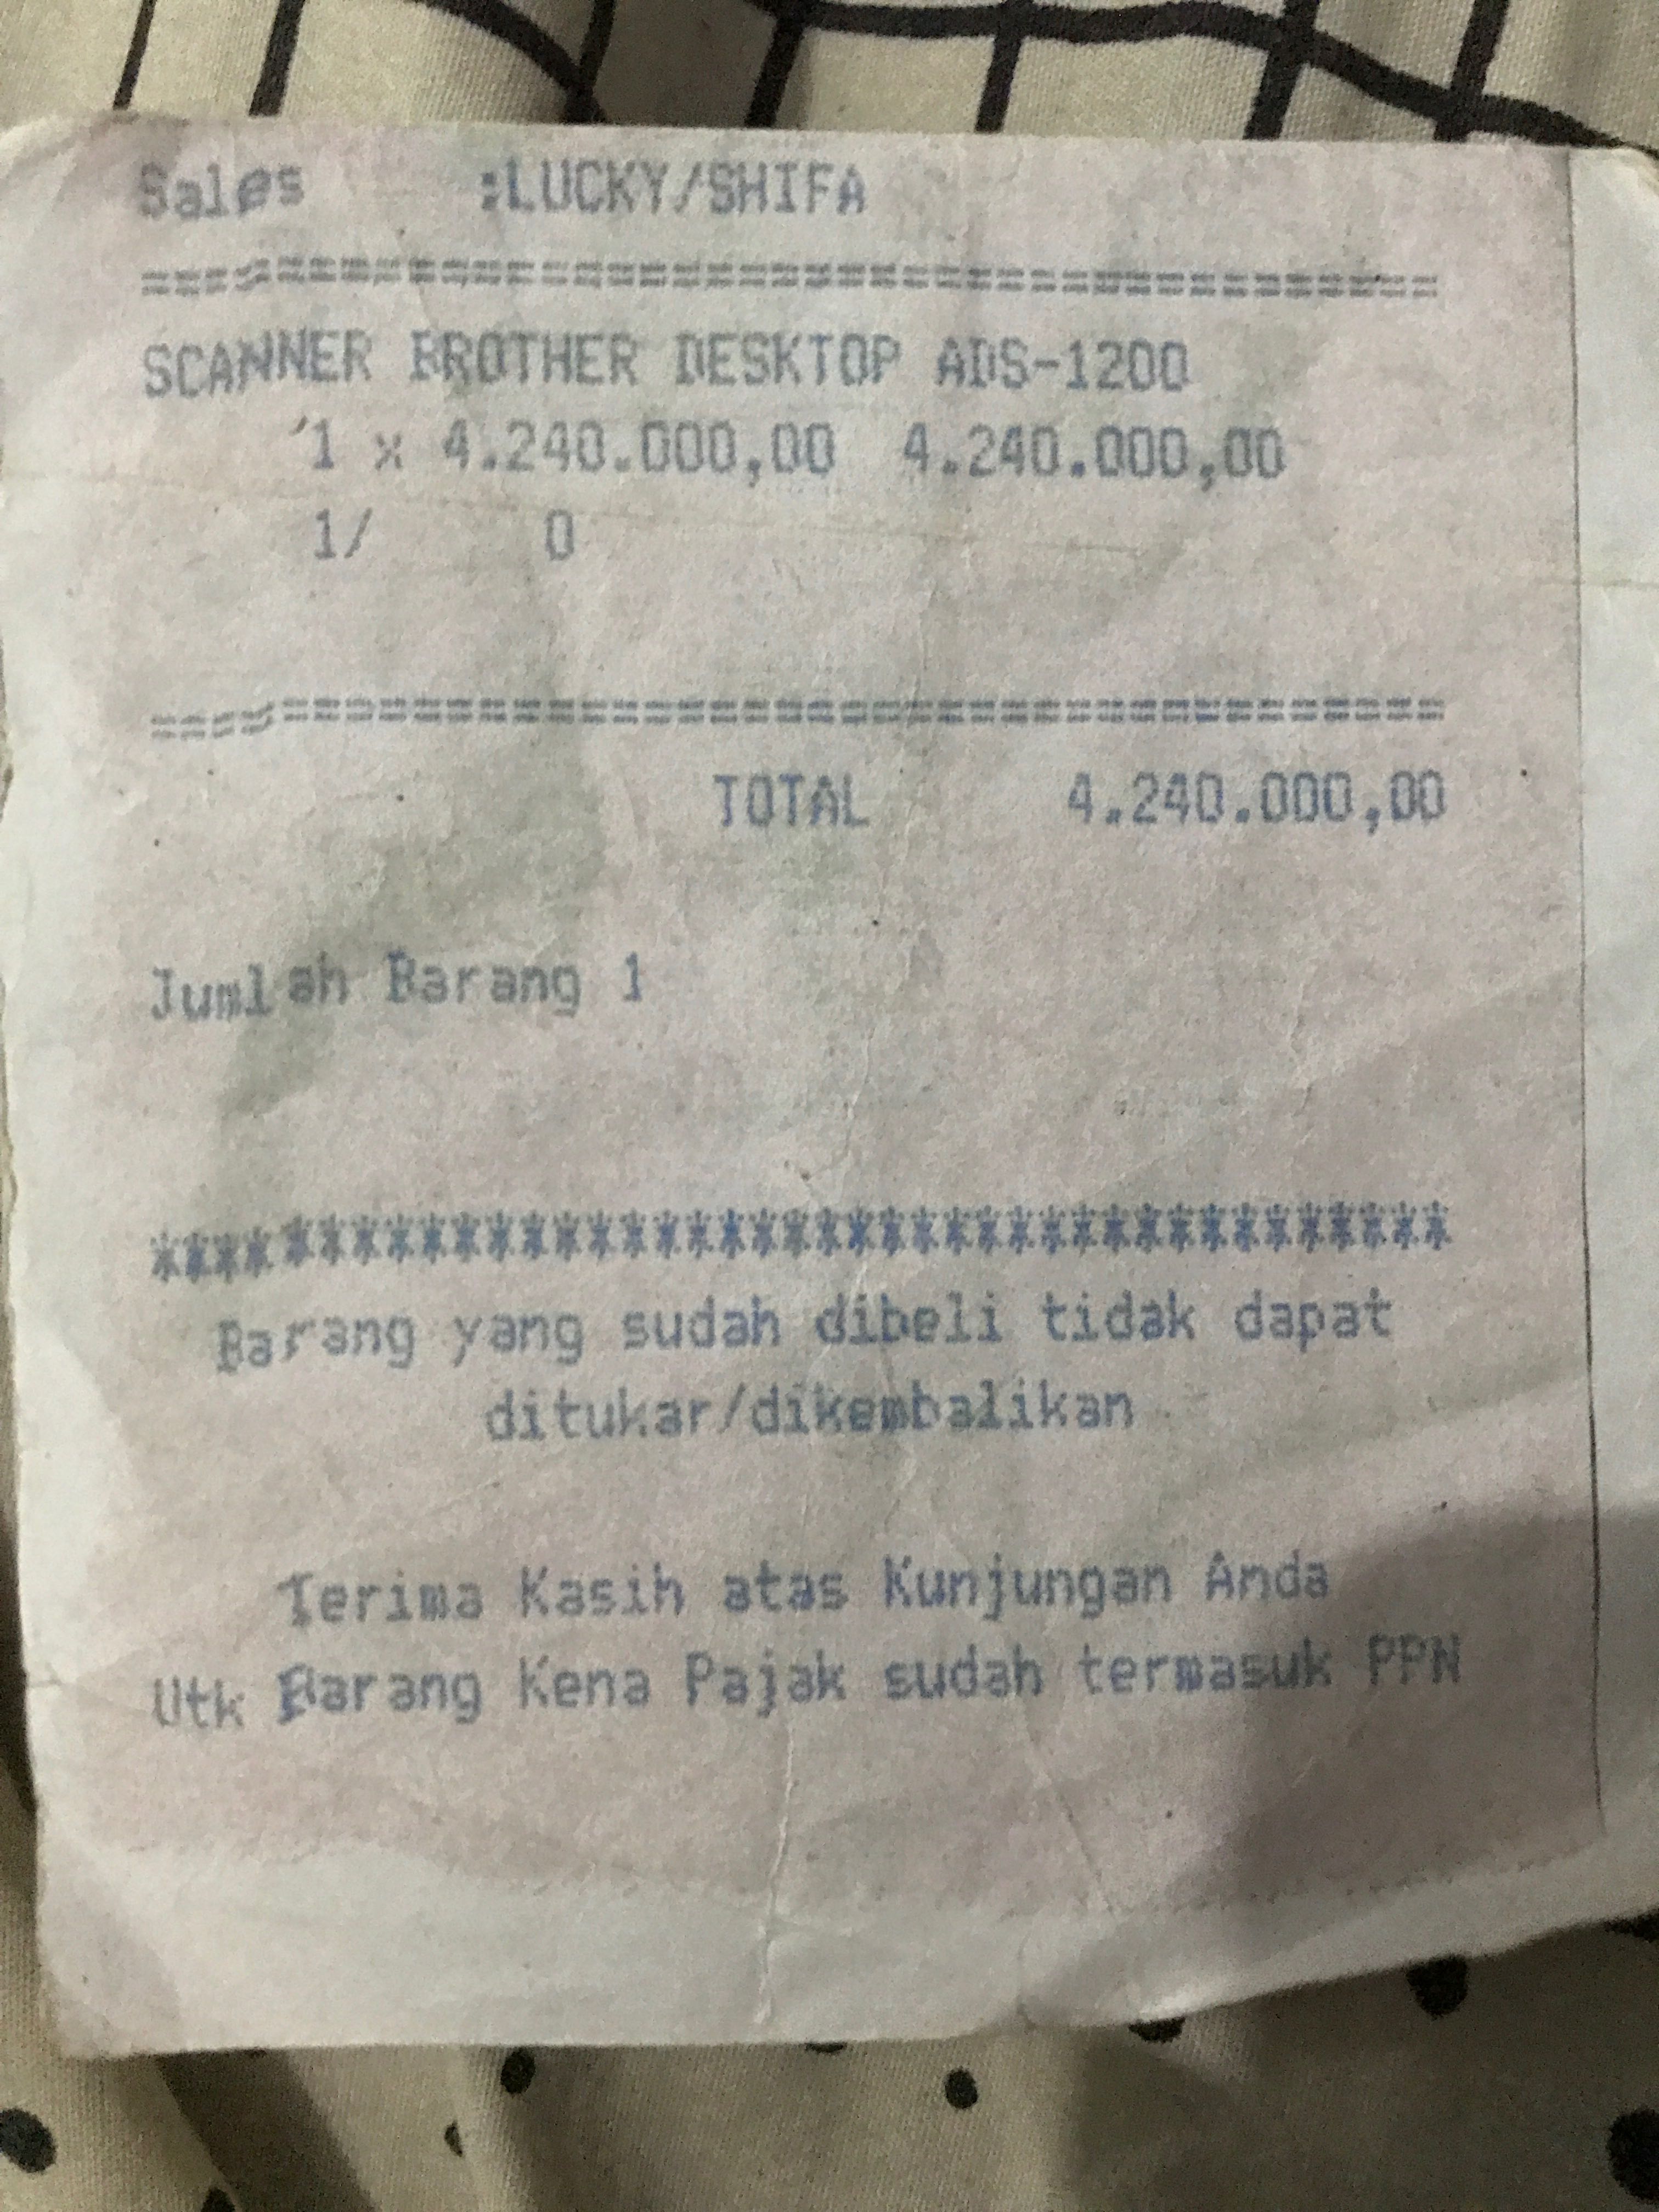 Sales :LUCKY/SHIFA
========================================
SCANNER BROTHER DESKTOP ADS-1200
1 x 4.240.000,00 4.240.000,00
1/ 0
========================================
TOTAL 4.240.000,00
Jumlah Barang 1
****************************************
Barang yang sudah dibeli tidak dapat
ditukar/dikembalikan
Terima Kasih atas Kunjungan Anda
Utk Barang Kena Pajak sudah termasuk PPN